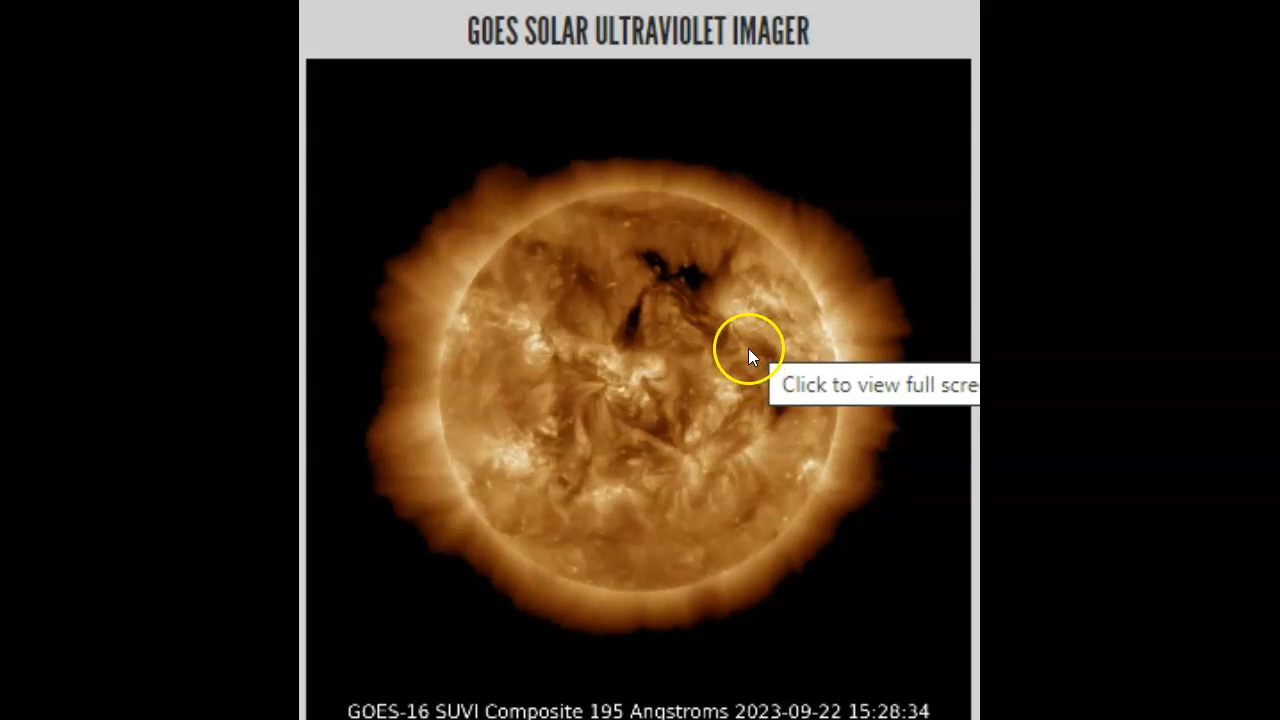 GOES SOLAR ULTRAVIOLET IMAGER
Click to view full scre
GOES-16 SUVI Composite 195 Angstroms 2023-09-22 15:28:34